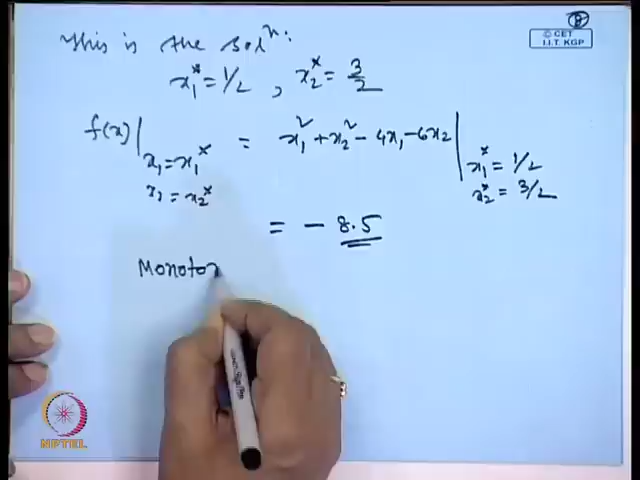 8
© CET
I.I.T. KGP
This is the solⁿ:
x₁* = 1/2 , x₂* = 3/2
f(x)| x₁=x₁* x₂=x₂* = x₁² + x₂² - 4x₁ - 6x₂ | x₁* = 1/2 x₂* = 3/2
= - 8.5
Monoton
NPTEL